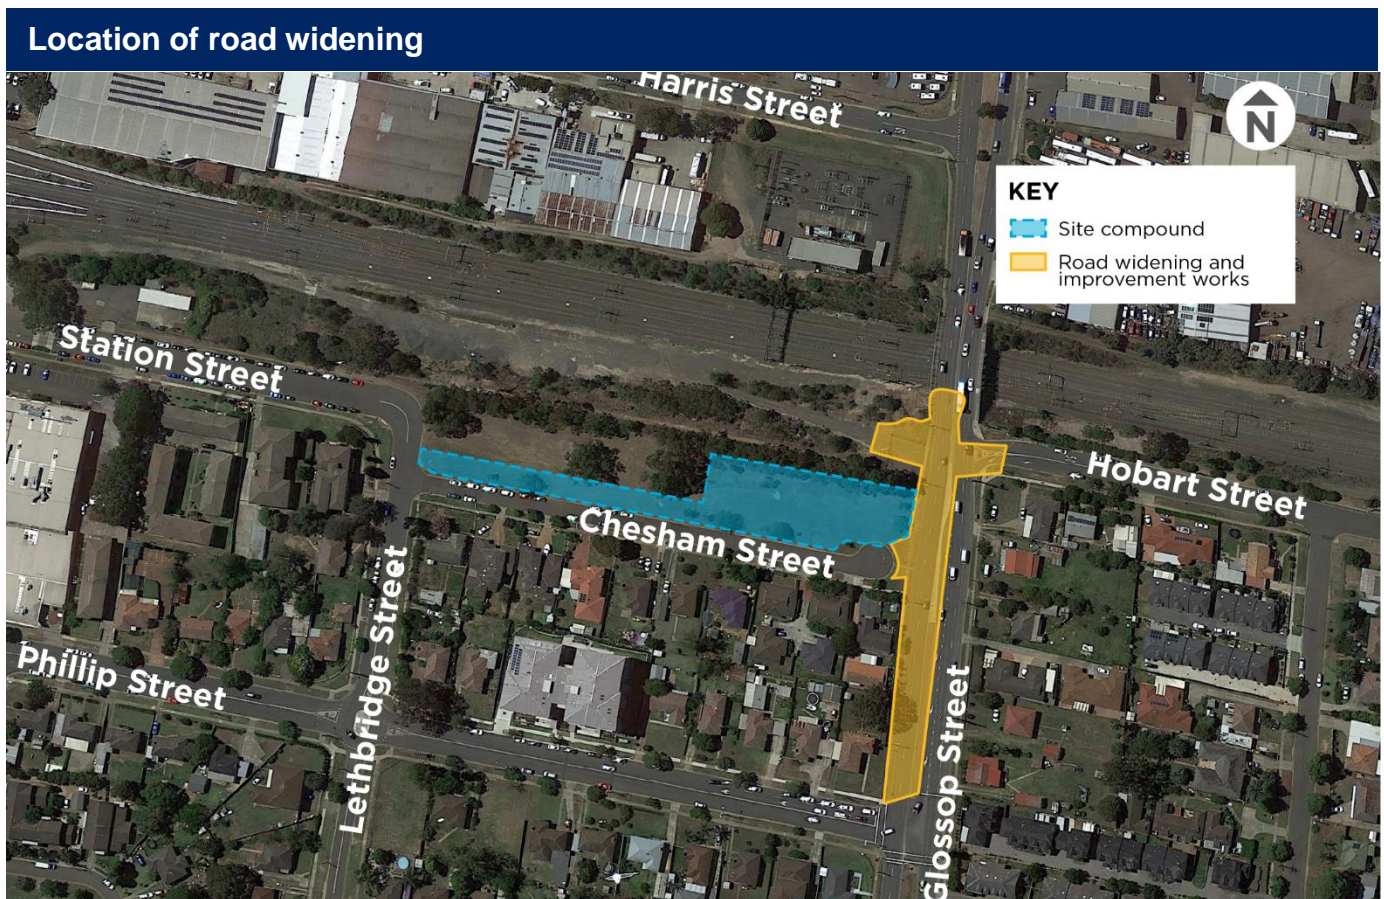 Location of road widening
Harris Street
N
KEY
Site compound
Road widening and
improvement works
Station Street
Hobart Street
Chesham Street
Phillip Street
Lethbridge Street
Glossop Street